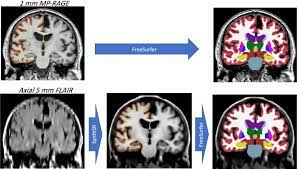 1 mm MP-RAGE
FreeSurfer
Axial 5 mm FLAIR
SynthSR
FreeSurfer